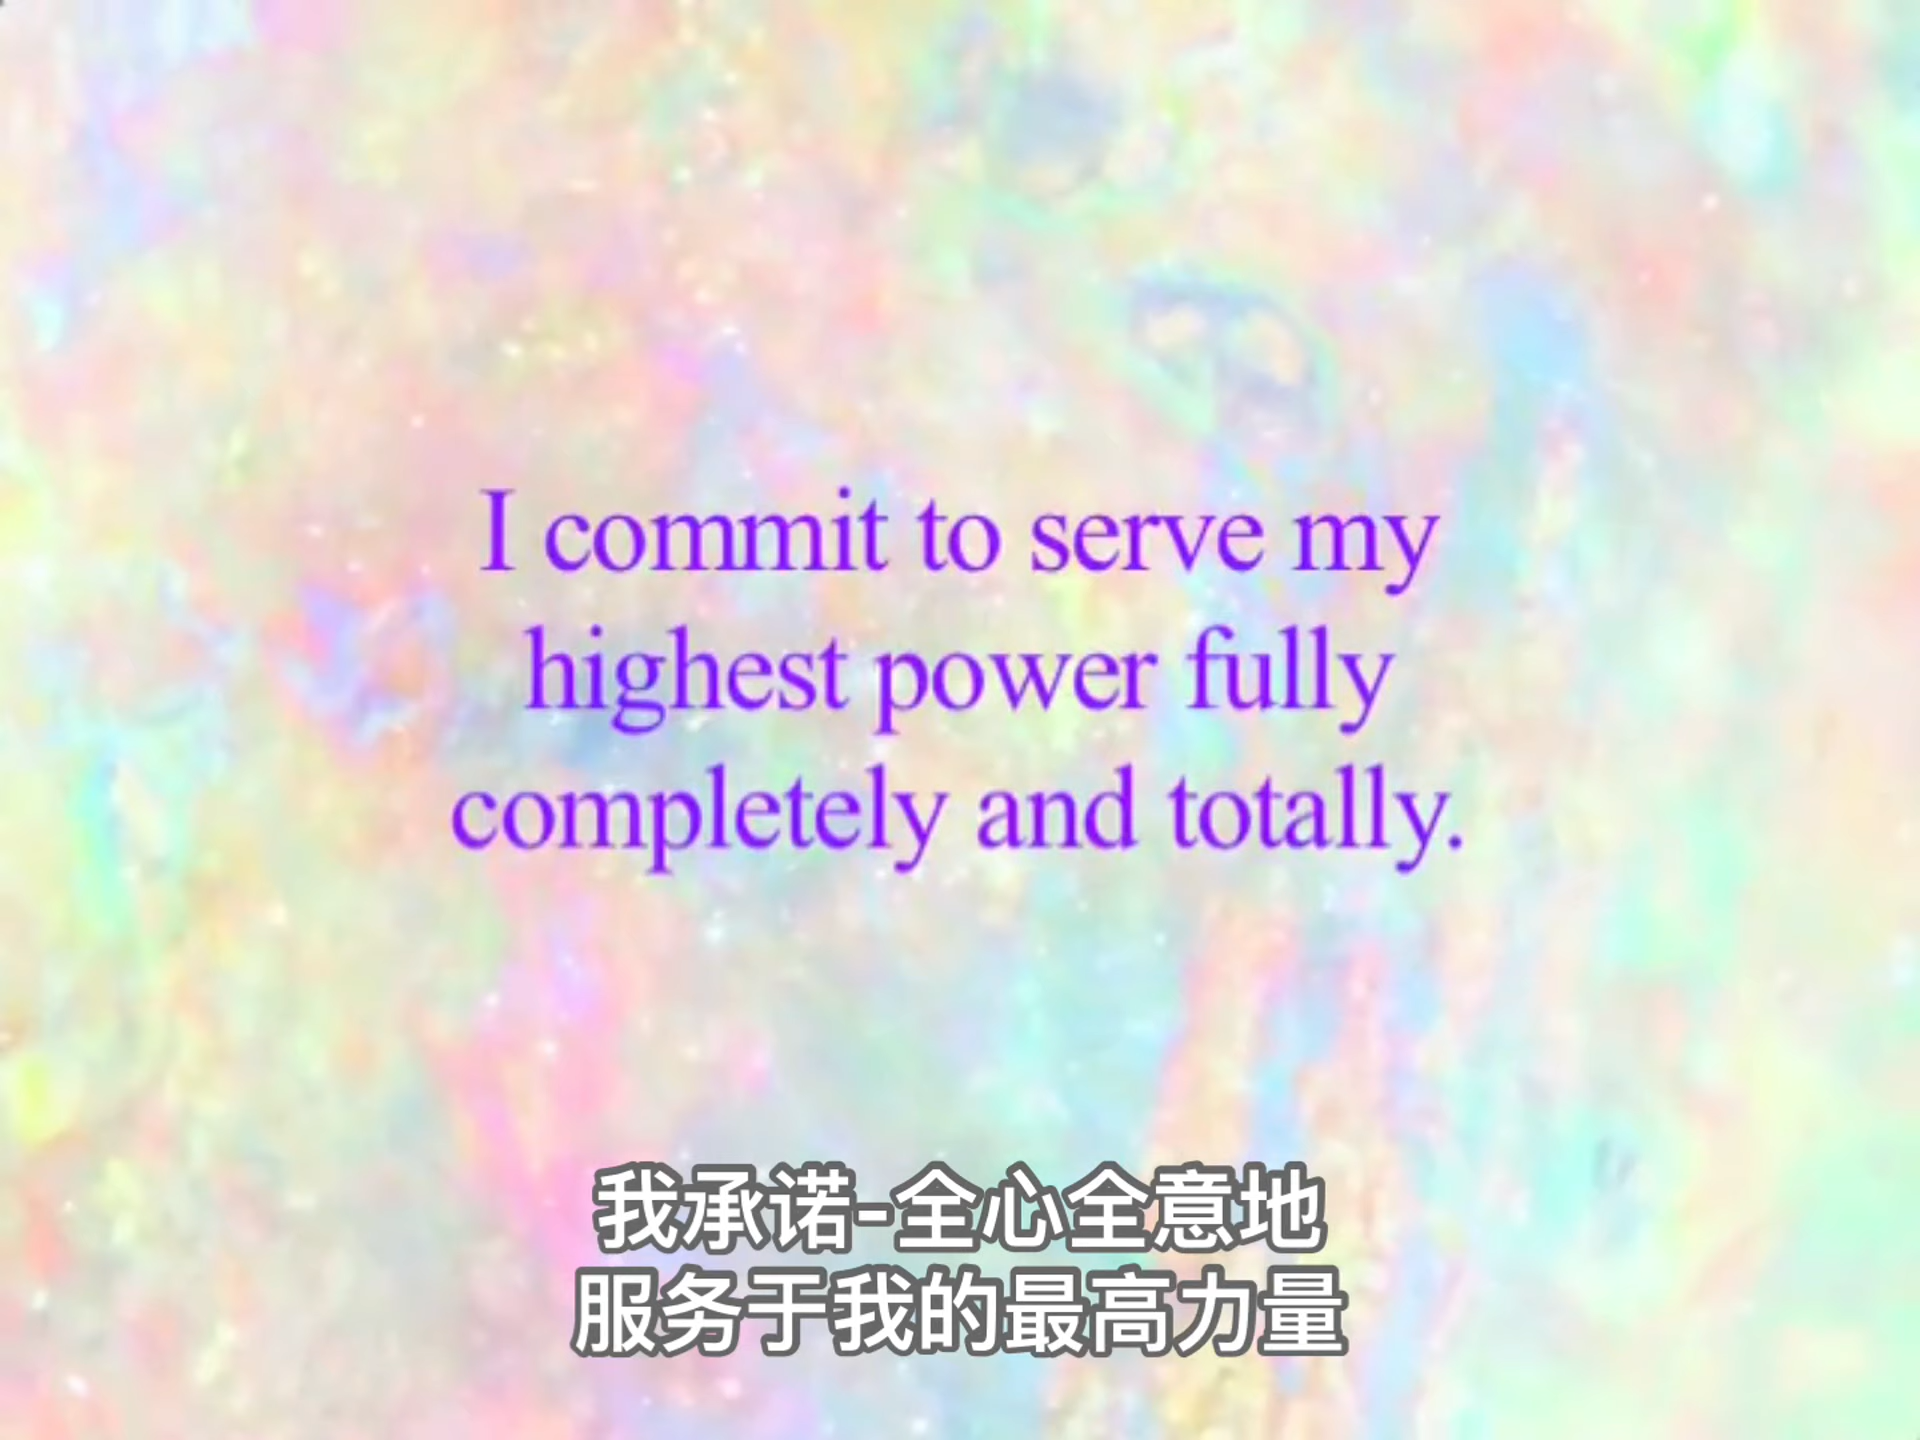 I commit to serve my
highest power fully
completely and totally.
我承诺-全心全意地
服务于我的最高力量